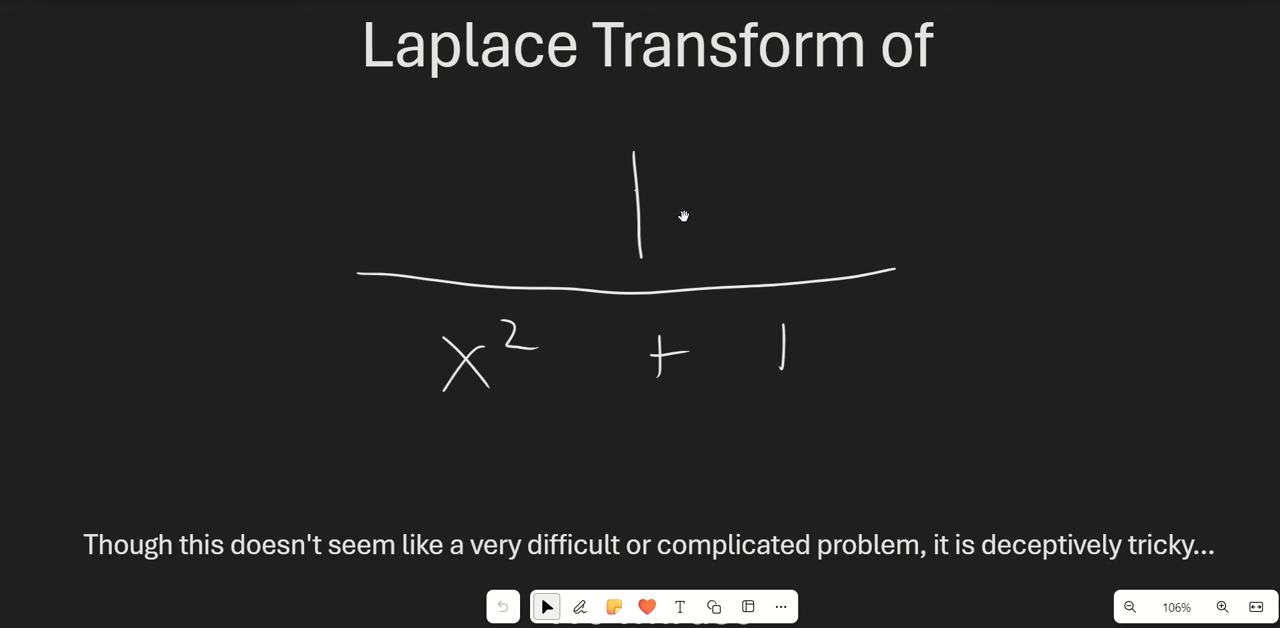 Laplace Transform of
1
x² + 1
Though this doesn't seem like a very difficult or complicated problem, it is deceptively tricky...
T
106%